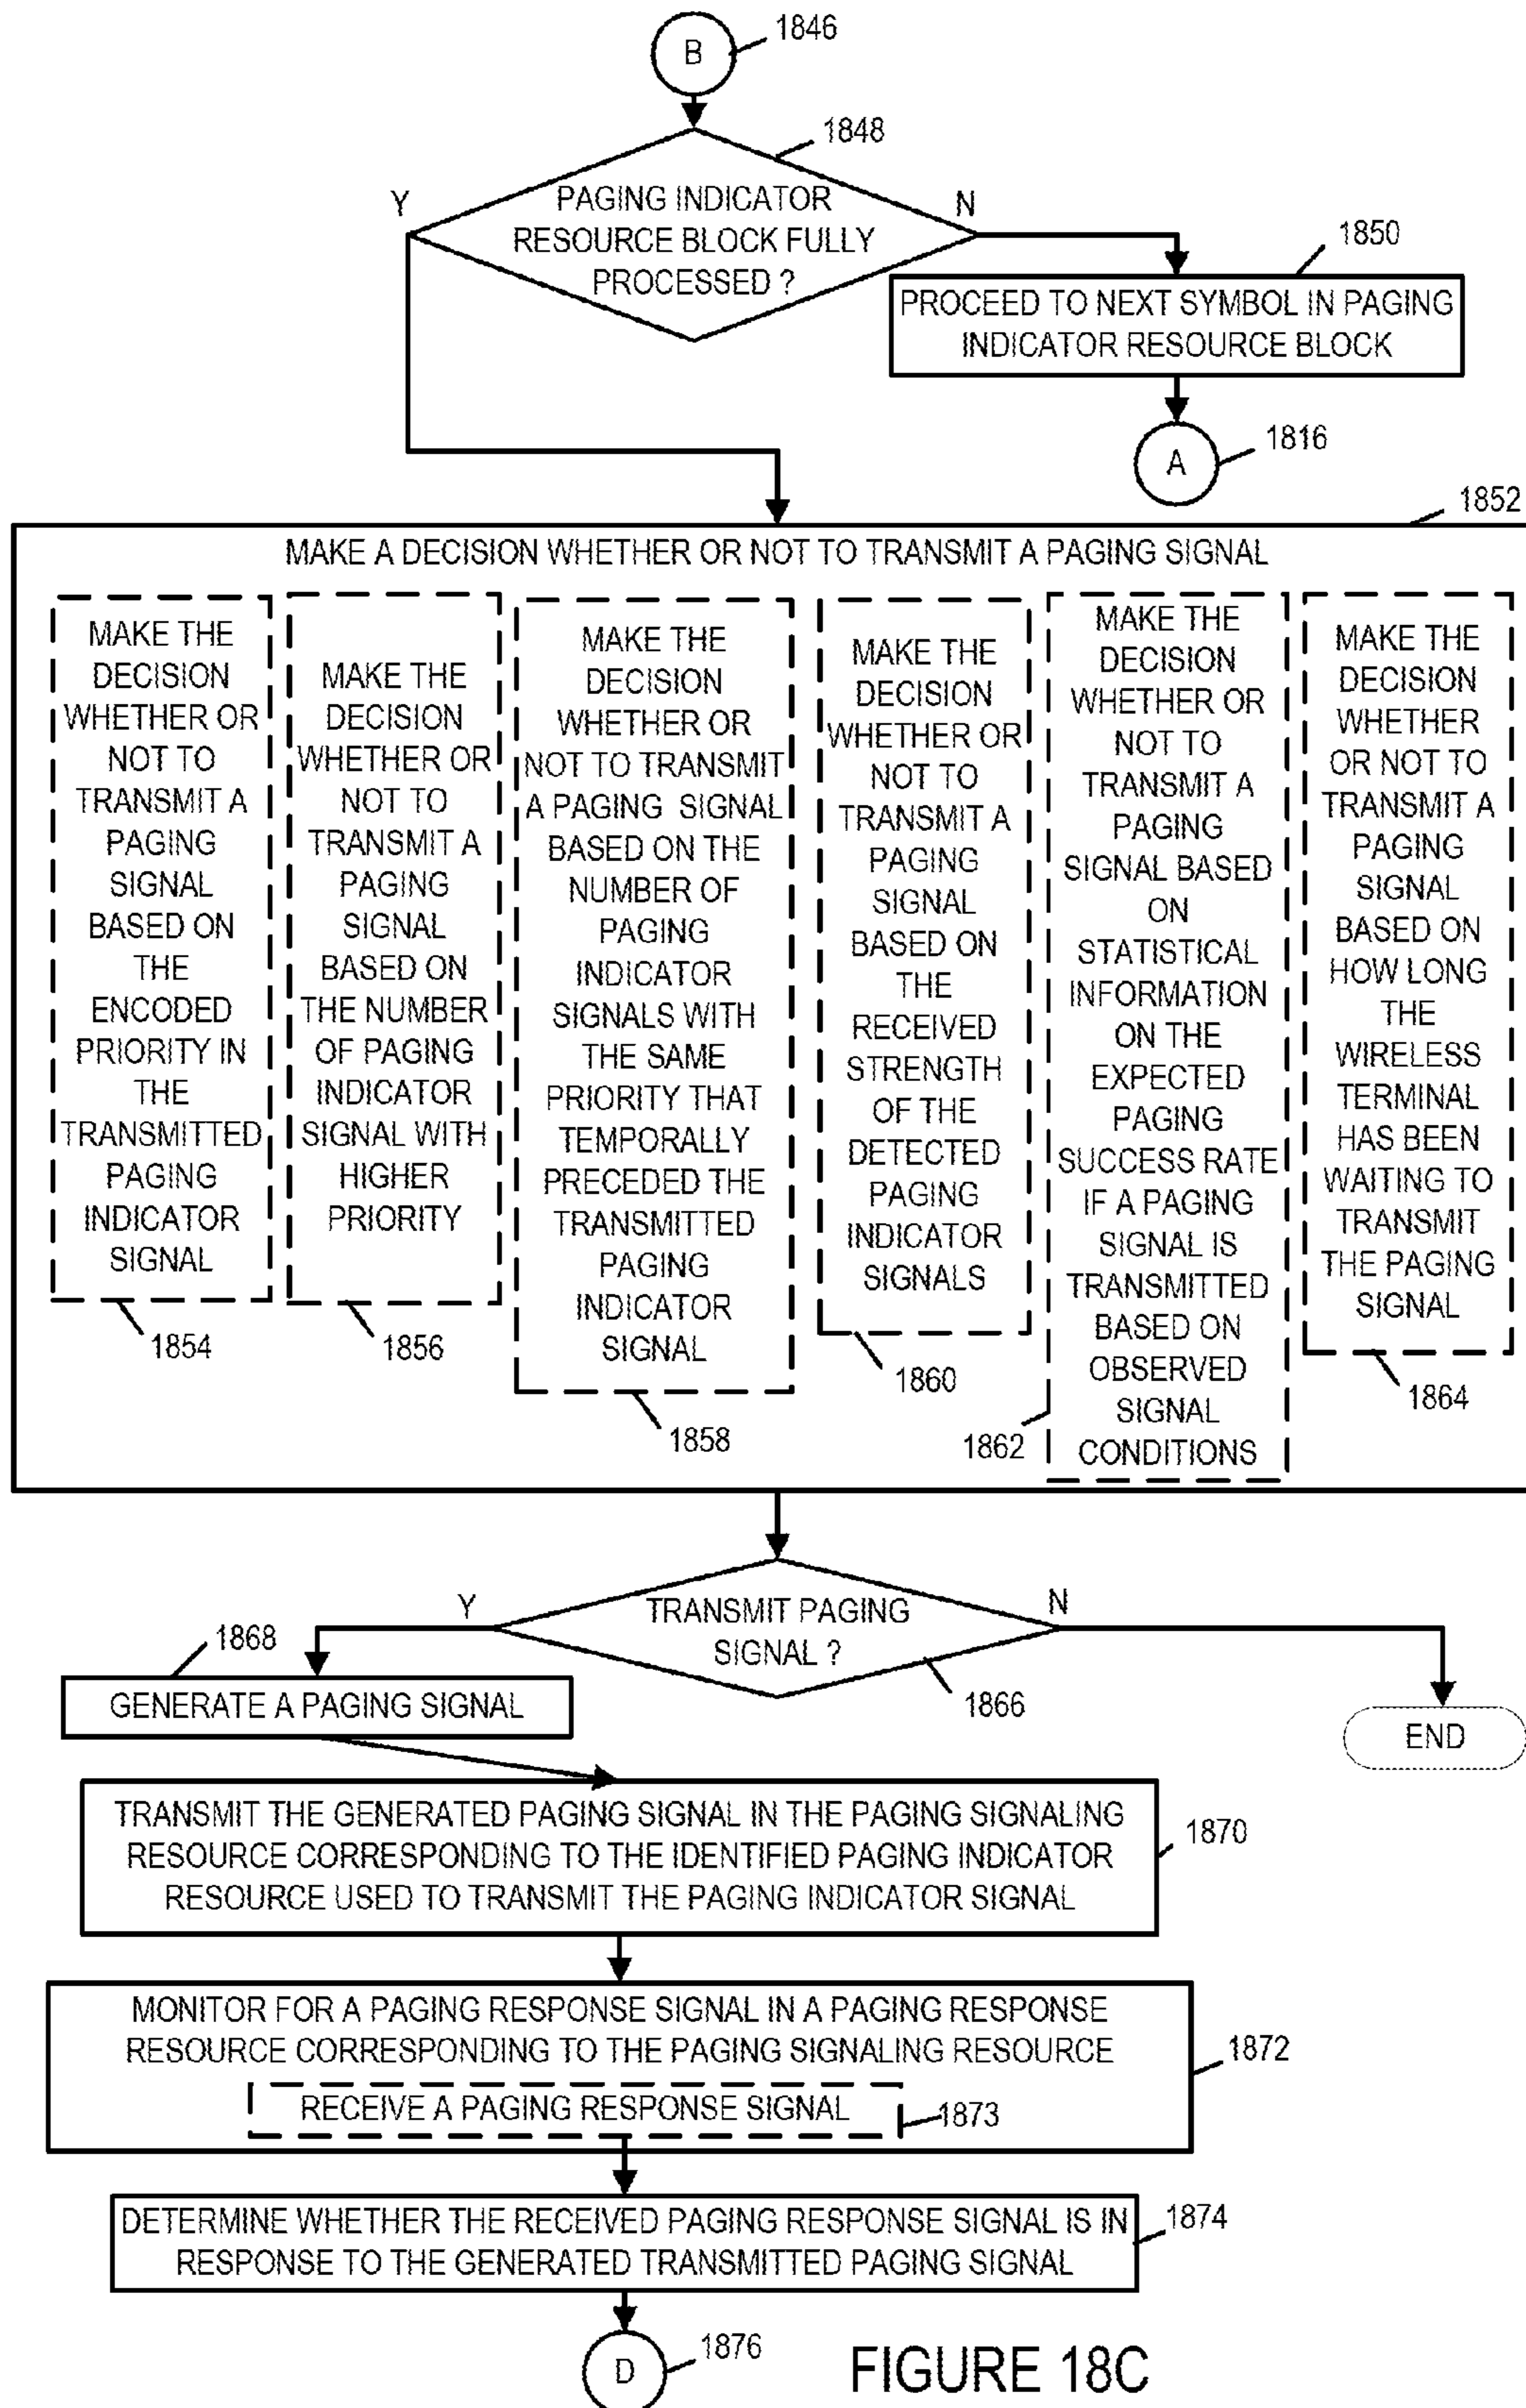 B
1846
1848
Y
N
PAGING INDICATOR
RESOURCE BLOCK FULLY
PROCESSED ?
1850
PROCEED TO NEXT SYMBOL IN PAGING
INDICATOR RESOURCE BLOCK
A
1816
1852
MAKE A DECISION WHETHER OR NOT TO TRANSMIT A PAGING SIGNAL
MAKE THE
DECISION
WHETHER OR
NOT TO
TRANSMIT A
PAGING
SIGNAL
BASED ON
THE
ENCODED
PRIORITY IN
THE
TRANSMITTED
PAGING
INDICATOR
SIGNAL
1854
MAKE THE
DECISION
WHETHER OR
NOT TO
TRANSMIT A
PAGING
SIGNAL
BASED ON
THE NUMBER
OF PAGING
INDICATOR
SIGNAL WITH
HIGHER
PRIORITY
1856
MAKE THE
DECISION
WHETHER OR
NOT TO TRANSMIT
A PAGING SIGNAL
BASED ON THE
NUMBER OF
PAGING
INDICATOR
SIGNALS WITH
THE SAME
PRIORITY THAT
TEMPORALLY
PRECEDED THE
TRANSMITTED
PAGING
INDICATOR
SIGNAL
1858
MAKE THE
DECISION
WHETHER OR
NOT TO
TRANSMIT A
PAGING
SIGNAL
BASED ON
THE
RECEIVED
STRENGTH
OF THE
DETECTED
PAGING
INDICATOR
SIGNALS
1860
MAKE THE
DECISION
WHETHER OR
NOT TO
TRANSMIT A
PAGING
SIGNAL BASED
ON
STATISTICAL
INFORMATION
ON THE
EXPECTED
PAGING
SUCCESS RATE
IF A PAGING
SIGNAL IS
TRANSMITTED
BASED ON
OBSERVED
SIGNAL
CONDITIONS
1862
MAKE THE
DECISION
WHETHER
OR NOT TO
TRANSMIT A
PAGING
SIGNAL
BASED ON
HOW LONG
THE
WIRELESS
TERMINAL
HAS BEEN
WAITING TO
TRANSMIT
THE PAGING
SIGNAL
1864
Y
N
TRANSMIT PAGING
SIGNAL ?
1866
1868
GENERATE A PAGING SIGNAL
END
TRANSMIT THE GENERATED PAGING SIGNAL IN THE PAGING SIGNALING
RESOURCE CORRESPONDING TO THE IDENTIFIED PAGING INDICATOR
RESOURCE USED TO TRANSMIT THE PAGING INDICATOR SIGNAL
1870
MONITOR FOR A PAGING RESPONSE SIGNAL IN A PAGING RESPONSE
RESOURCE CORRESPONDING TO THE PAGING SIGNALING RESOURCE
1872
RECEIVE A PAGING RESPONSE SIGNAL
1873
DETERMINE WHETHER THE RECEIVED PAGING RESPONSE SIGNAL IS IN
RESPONSE TO THE GENERATED TRANSMITTED PAGING SIGNAL
1874
D
1876
FIGURE 18C